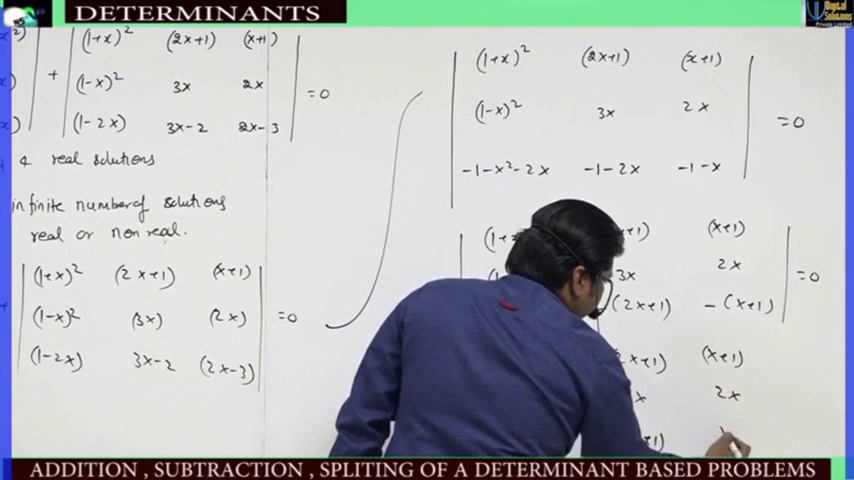 DETERMINANTS
Digital Solutions
Private Limited
(1+x)² (2x+1) (x+1)
+ (1-x)² 3x 2x =0
(1-2x) 3x-2 2x-3
4 real solutions
infinite number of solutions
real or non real.
(1+x)² (2x+1) (x+1)
(1-x)² (3x) (2x) =0
(1-2x) 3x-2 (2x-3)
(1+x)² (2x+1) (x+1)
(1-x)² 3x 2x =0
-1-x²-2x -1-2x -1-x
(x+1)
3x 2x =0
(2x+1) -(x+1)
(x+1)
2x
ADDITION , SUBTRACTION , SPLITING OF A DETERMINANT BASED PROBLEMS